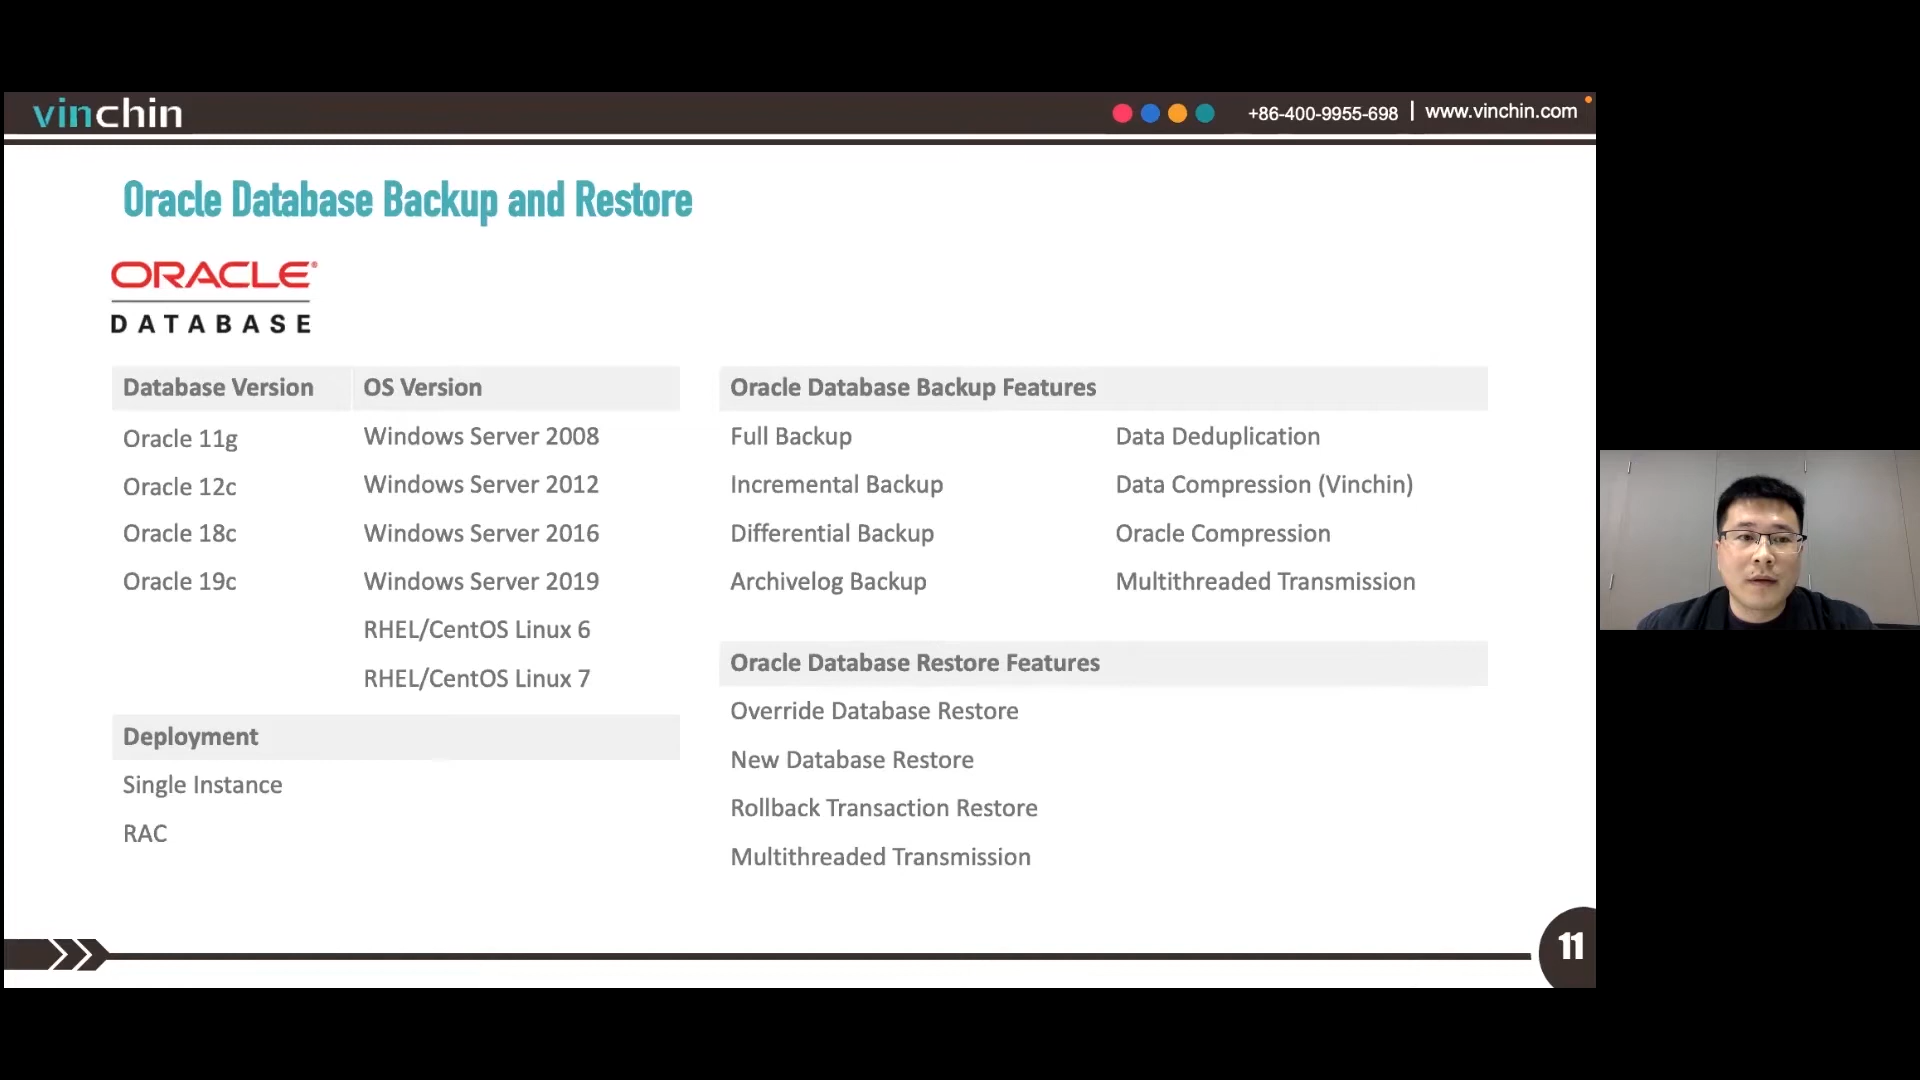 vinchin
+86-400-9955-698 | www.vinchin.com
Oracle Database Backup and Restore
ORACLE®
DATABASE
Database Version
OS Version
Oracle 11g
Windows Server 2008
Oracle 12c
Windows Server 2012
Oracle 18c
Windows Server 2016
Oracle 19c
Windows Server 2019
RHEL/CentOS Linux 6
RHEL/CentOS Linux 7
Deployment
Single Instance
RAC
Oracle Database Backup Features
Full Backup
Data Deduplication
Incremental Backup
Data Compression (Vinchin)
Differential Backup
Oracle Compression
Archivelog Backup
Multithreaded Transmission
Oracle Database Restore Features
Override Database Restore
New Database Restore
Rollback Transaction Restore
Multithreaded Transmission
11